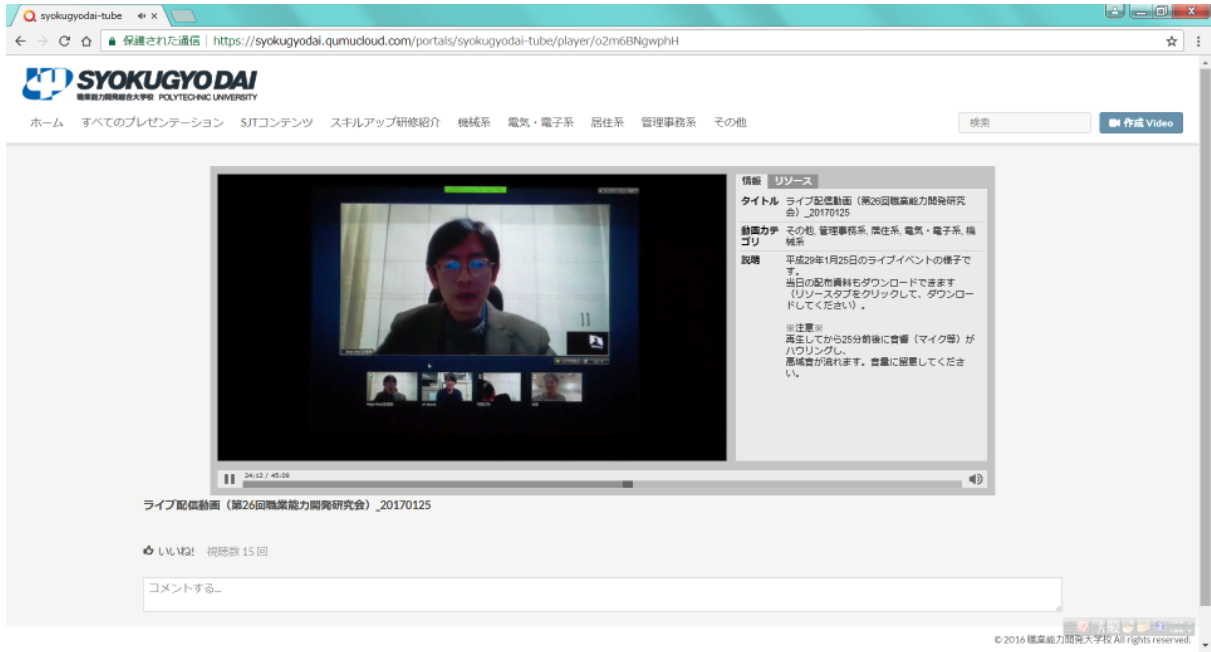 syokugyodai-tube
保護された通信 | https://syokugyodai.qumucloud.com/portals/syokugyodai-tube/player/o2m6BNgwphH
SYOKUGYO DAI
職業能力開発総合大学校 POLYTECHNIC UNIVERSITY
ホーム すべてのプレゼンテーション SJTコンテンツ スキルアップ研修紹介 機械系 電気・電子系 居住系 管理事務系 その他 検索 作成 Video
情報 リソース
タイトル ライブ配信動画（第26回職業能力開発研究
会）_20170125
動画カテ その他, 管理事務系, 居住系, 電気・電子系, 機
ゴリ 械系
説明 平成29年1月25日のライブイベントの様子で
す。
当日の配布資料もダウンロードできます
（リソースタブをクリックして、ダウンロー
ドしてください）.
※注意※
再生してから25分前後に音響（マイク等）が
ハウリングし、
高域音が流れます。音量に留意してくださ
い。
24:12 / 45:08
ライブ配信動画（第26回職業能力開発研究会）_20170125
いいね! 視聴数 15 回
コメントする...
© 2016 職業能力開発大学校 All rights reserved.